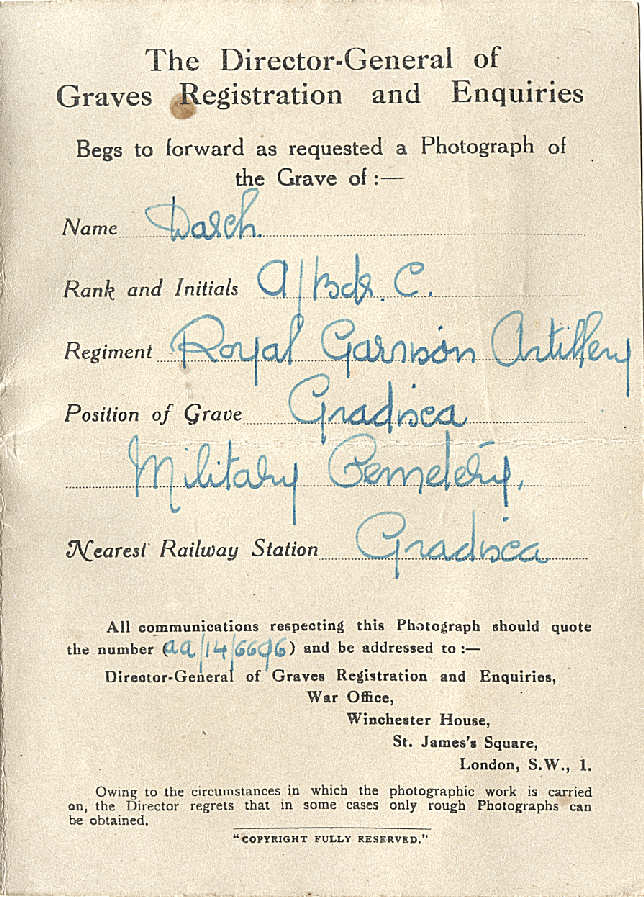 The Director-General of
Graves Registration and Enquiries
Begs to forward as requested a Photograph of
the Grave of :—
Name Darch.
Rank and Initials A/Bdr. C.
Regiment Royal Garrison Artillery
Position of Grave Gradisca
Military Cemetery,
Nearest Railway Station Gradisca
All communications respecting this Photograph should quote
the number (aa/14/6696) and be addressed to :—
Director-General of Graves Registration and Enquiries,
War Office,
Winchester House,
St. James's Square,
London, S.W., 1.
Owing to the circumstances in which the photographic work is carried
on, the Director regrets that in some cases only rough Photographs can
be obtained.
"COPYRIGHT FULLY RESERVED."